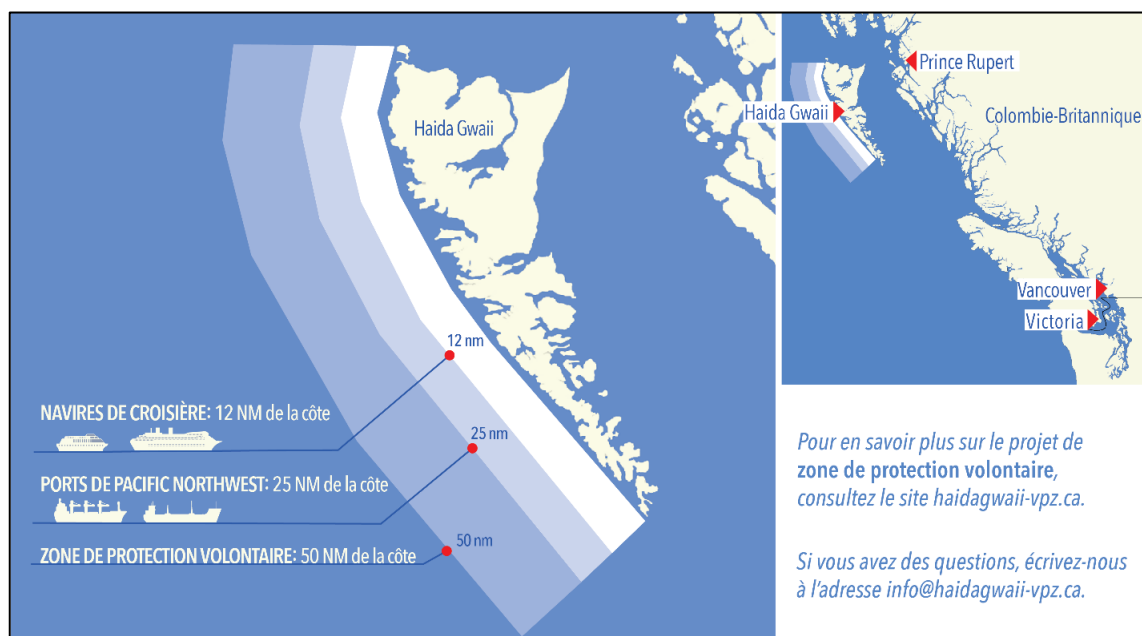 Haida Gwaii
12 nm
NAVIRES DE CROISIÈRE: 12 NM de la côte
25 nm
PORTS DE PACIFIC NORTHWEST: 25 NM de la côte
50 nm
ZONE DE PROTECTION VOLONTAIRE: 50 NM de la côte
Prince Rupert
Haida Gwaii
Colombie-Britannique
Vancouver
Victoria
Pour en savoir plus sur le projet de
zone de protection volontaire,
consultez le site haidagwaii-vpz.ca.
Si vous avez des questions, écrivez-nous
à l'adresse info@haidagwaii-vpz.ca.